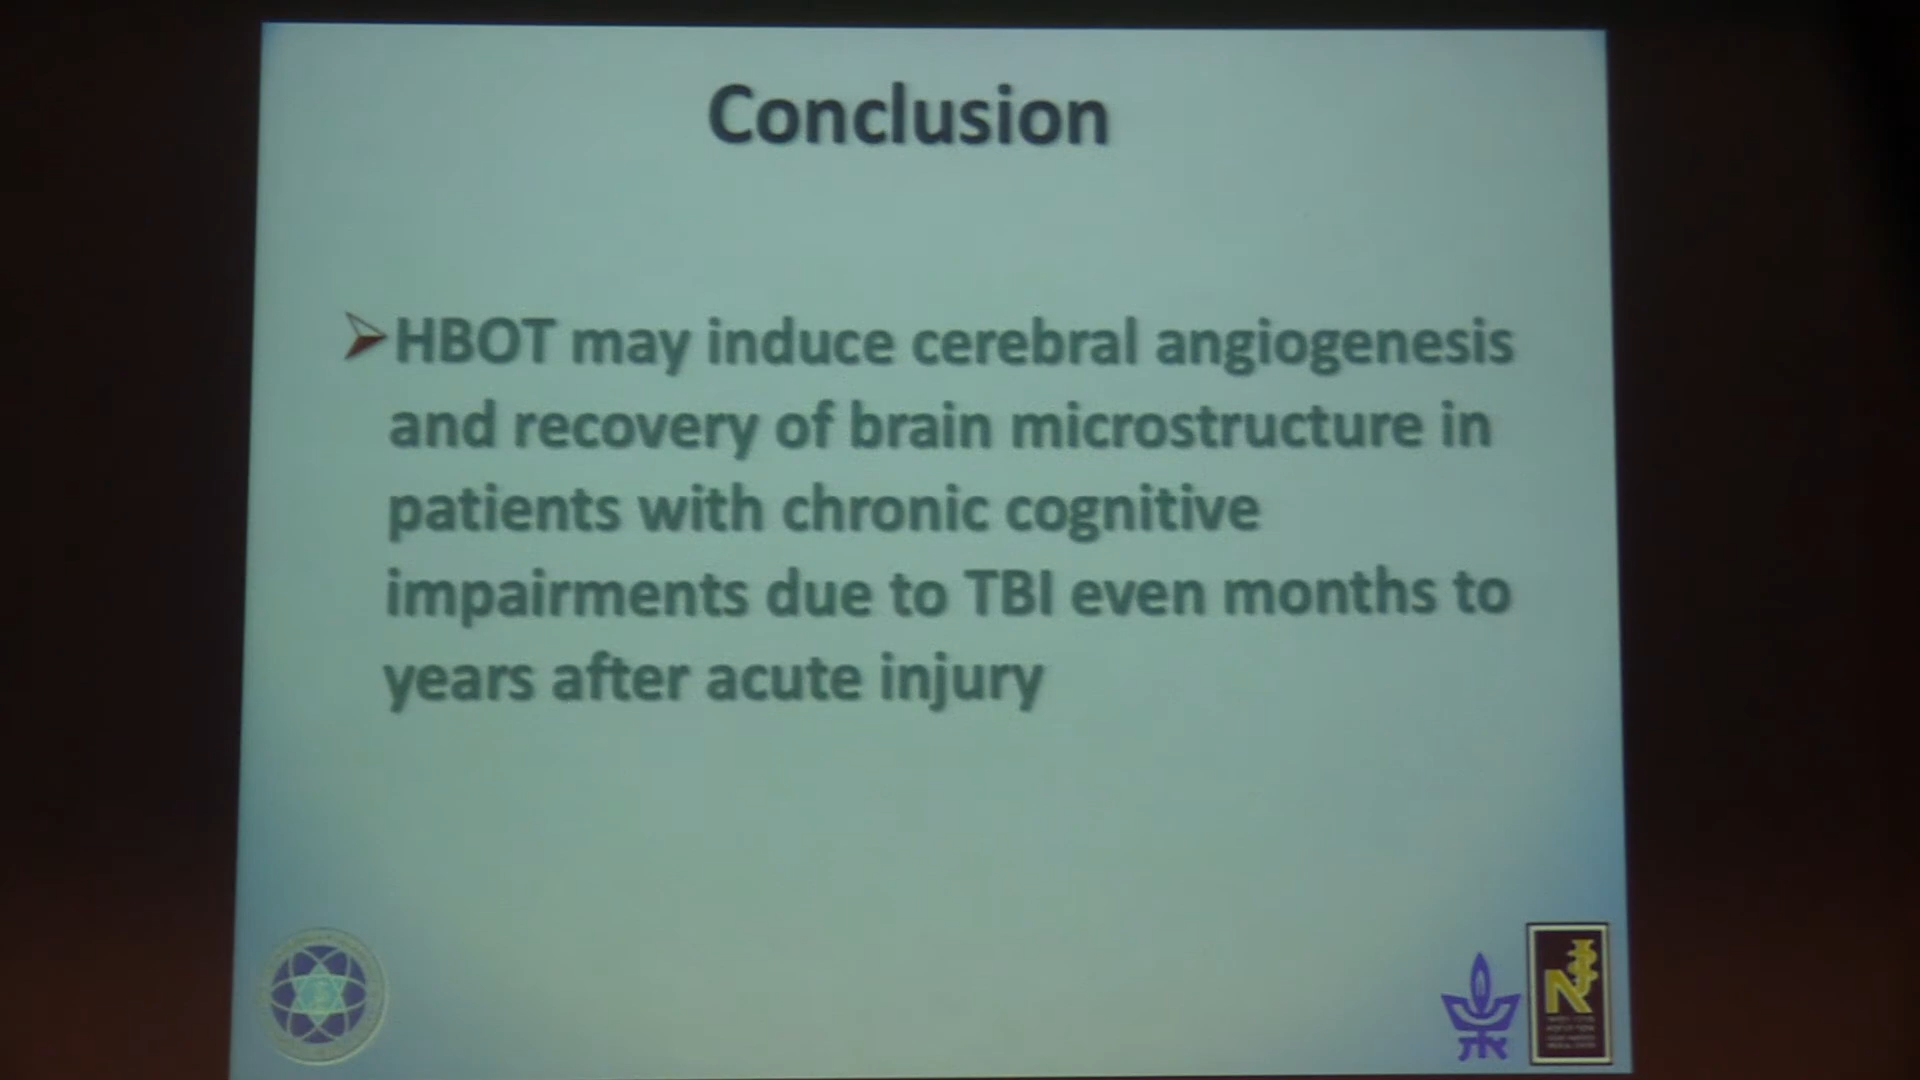 Conclusion
HBOT may induce cerebral angiogenesis
and recovery of brain microstructure in
patients with chronic cognitive
impairments due to TBI even months to
years after acute injury